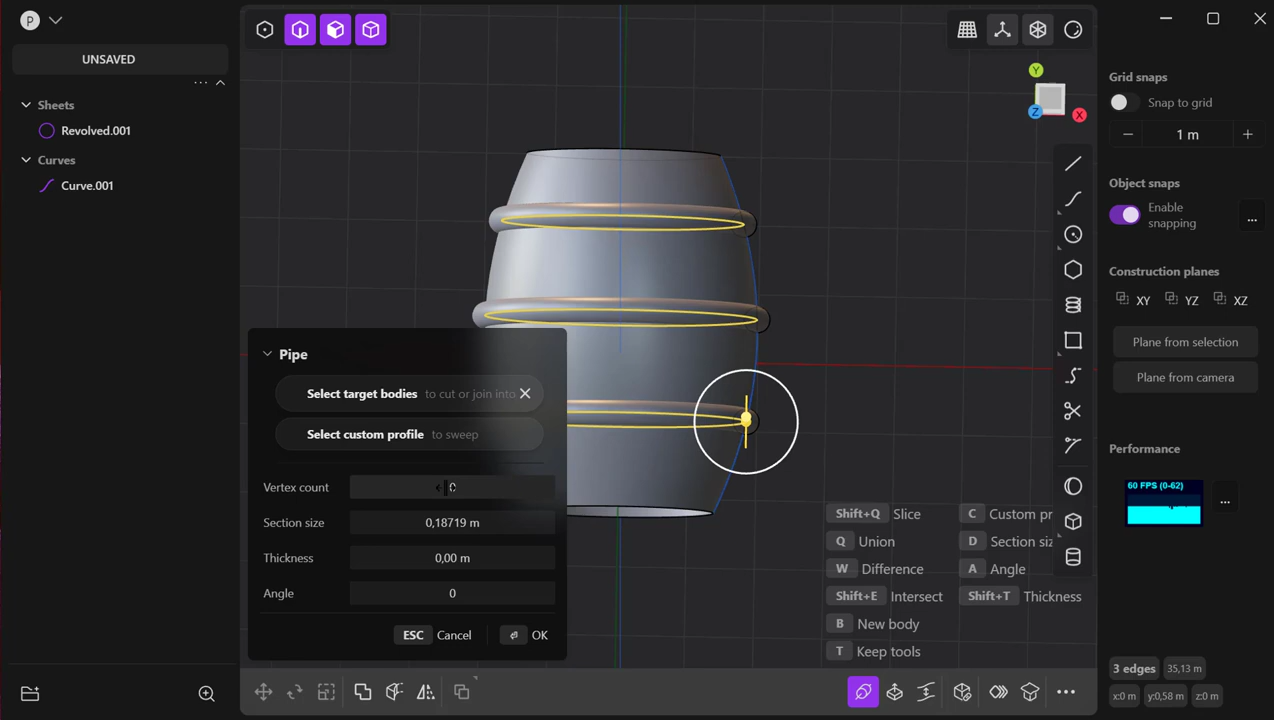 P
UNSAVED
...
Sheets
Revolved.001
Curves
Curve.001
Y
Z
X
Pipe
Select target bodies to cut or join into
Select custom profile to sweep
Vertex count 0
Section size 0,18719 m
Thickness 0,00 m
Angle 0
ESC Cancel OK
Shift+Q Slice
Q Union
W Difference
Shift+E Intersect
B New body
T Keep tools
C Custom pr
D Section siz
A Angle
Shift+T Thickness
Grid snaps
Snap to grid
1 m
Object snaps
Enable
snapping
...
Construction planes
XY YZ XZ
Plane from selection
Plane from camera
Performance
60 FPS (0-62)
...
3 edges 35,13 m
x:0 m y:0,58 m z:0 m